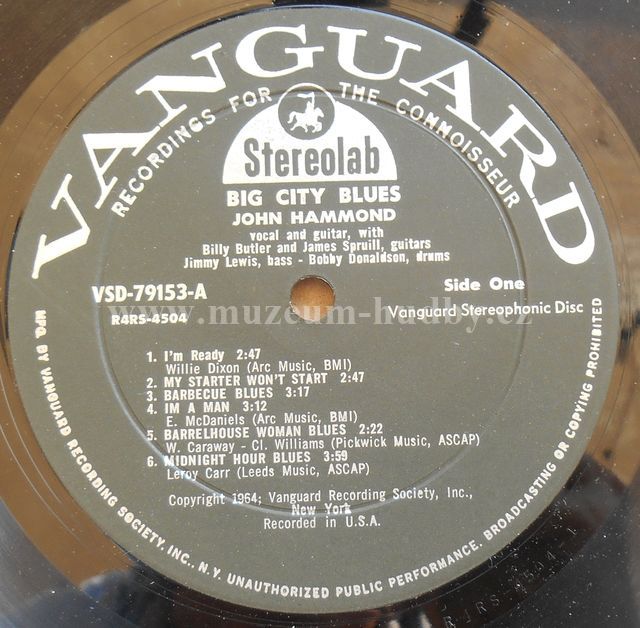 VANGUARD
RECORDINGS FOR THE CONNOISSEUR
Stereolab
BIG CITY BLUES
JOHN HAMMOND
vocal and guitar, with
Billy Butler and James Spruill, guitars
Jimmy Lewis, bass - Bobby Donaldson, drums
VSD-79153-A
Side One
R4RS-4504
Vanguard Stereophonic Disc
www.muzeum-hudby.cz
1. I'm Ready 2:47
Willie Dixon (Arc Music, BMI)
2. MY STARTER WON'T START 2:47
3. BARBECUE BLUES 3:17
4. IM A MAN 3:12
E. McDaniels (Arc Music, BMI)
5. BARRELHOUSE WOMAN BLUES 2:22
W. Caraway - Cl. Williams (Pickwick Music, ASCAP)
6. MIDNIGHT HOUR BLUES 3:59
Leroy Carr (Leeds Music, ASCAP)
Copyright 1964; Vanguard Recording Society, Inc.,
New York
Recorded in U.S.A.
MFG. BY VANGUARD RECORDING SOCIETY, INC., N.Y. UNAUTHORIZED PUBLIC PERFORMANCE, BROADCASTING OR COPYING PROHIBITED